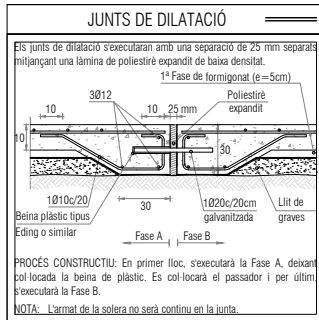 JUNTS DE DILATACIÓ
Els junts de dilatació s'executaran amb una separació de 25 mm separats
mitjançant una làmina de poliestirè expandit de baixa densitat.
1ª Fase de formigonat (e=5cm)
3Ø12
Poliestirè
expandit
10
10
25 mm
10
30
1Ø10c/20
Beina plàstic tipus
Eding o similar
30
1Ø20c/20cm
galvanitzada
Llit de
graves
Fase A
Fase B
PROCÉS CONSTRUCTIU: En primer lloc, s'executarà la Fase A, deixant
col·locada la beina de plàstic. Es col·locarà el passador i per últim,
s'executarà la Fase B.
NOTA: L'armat de la solera no serà continu en la junta.